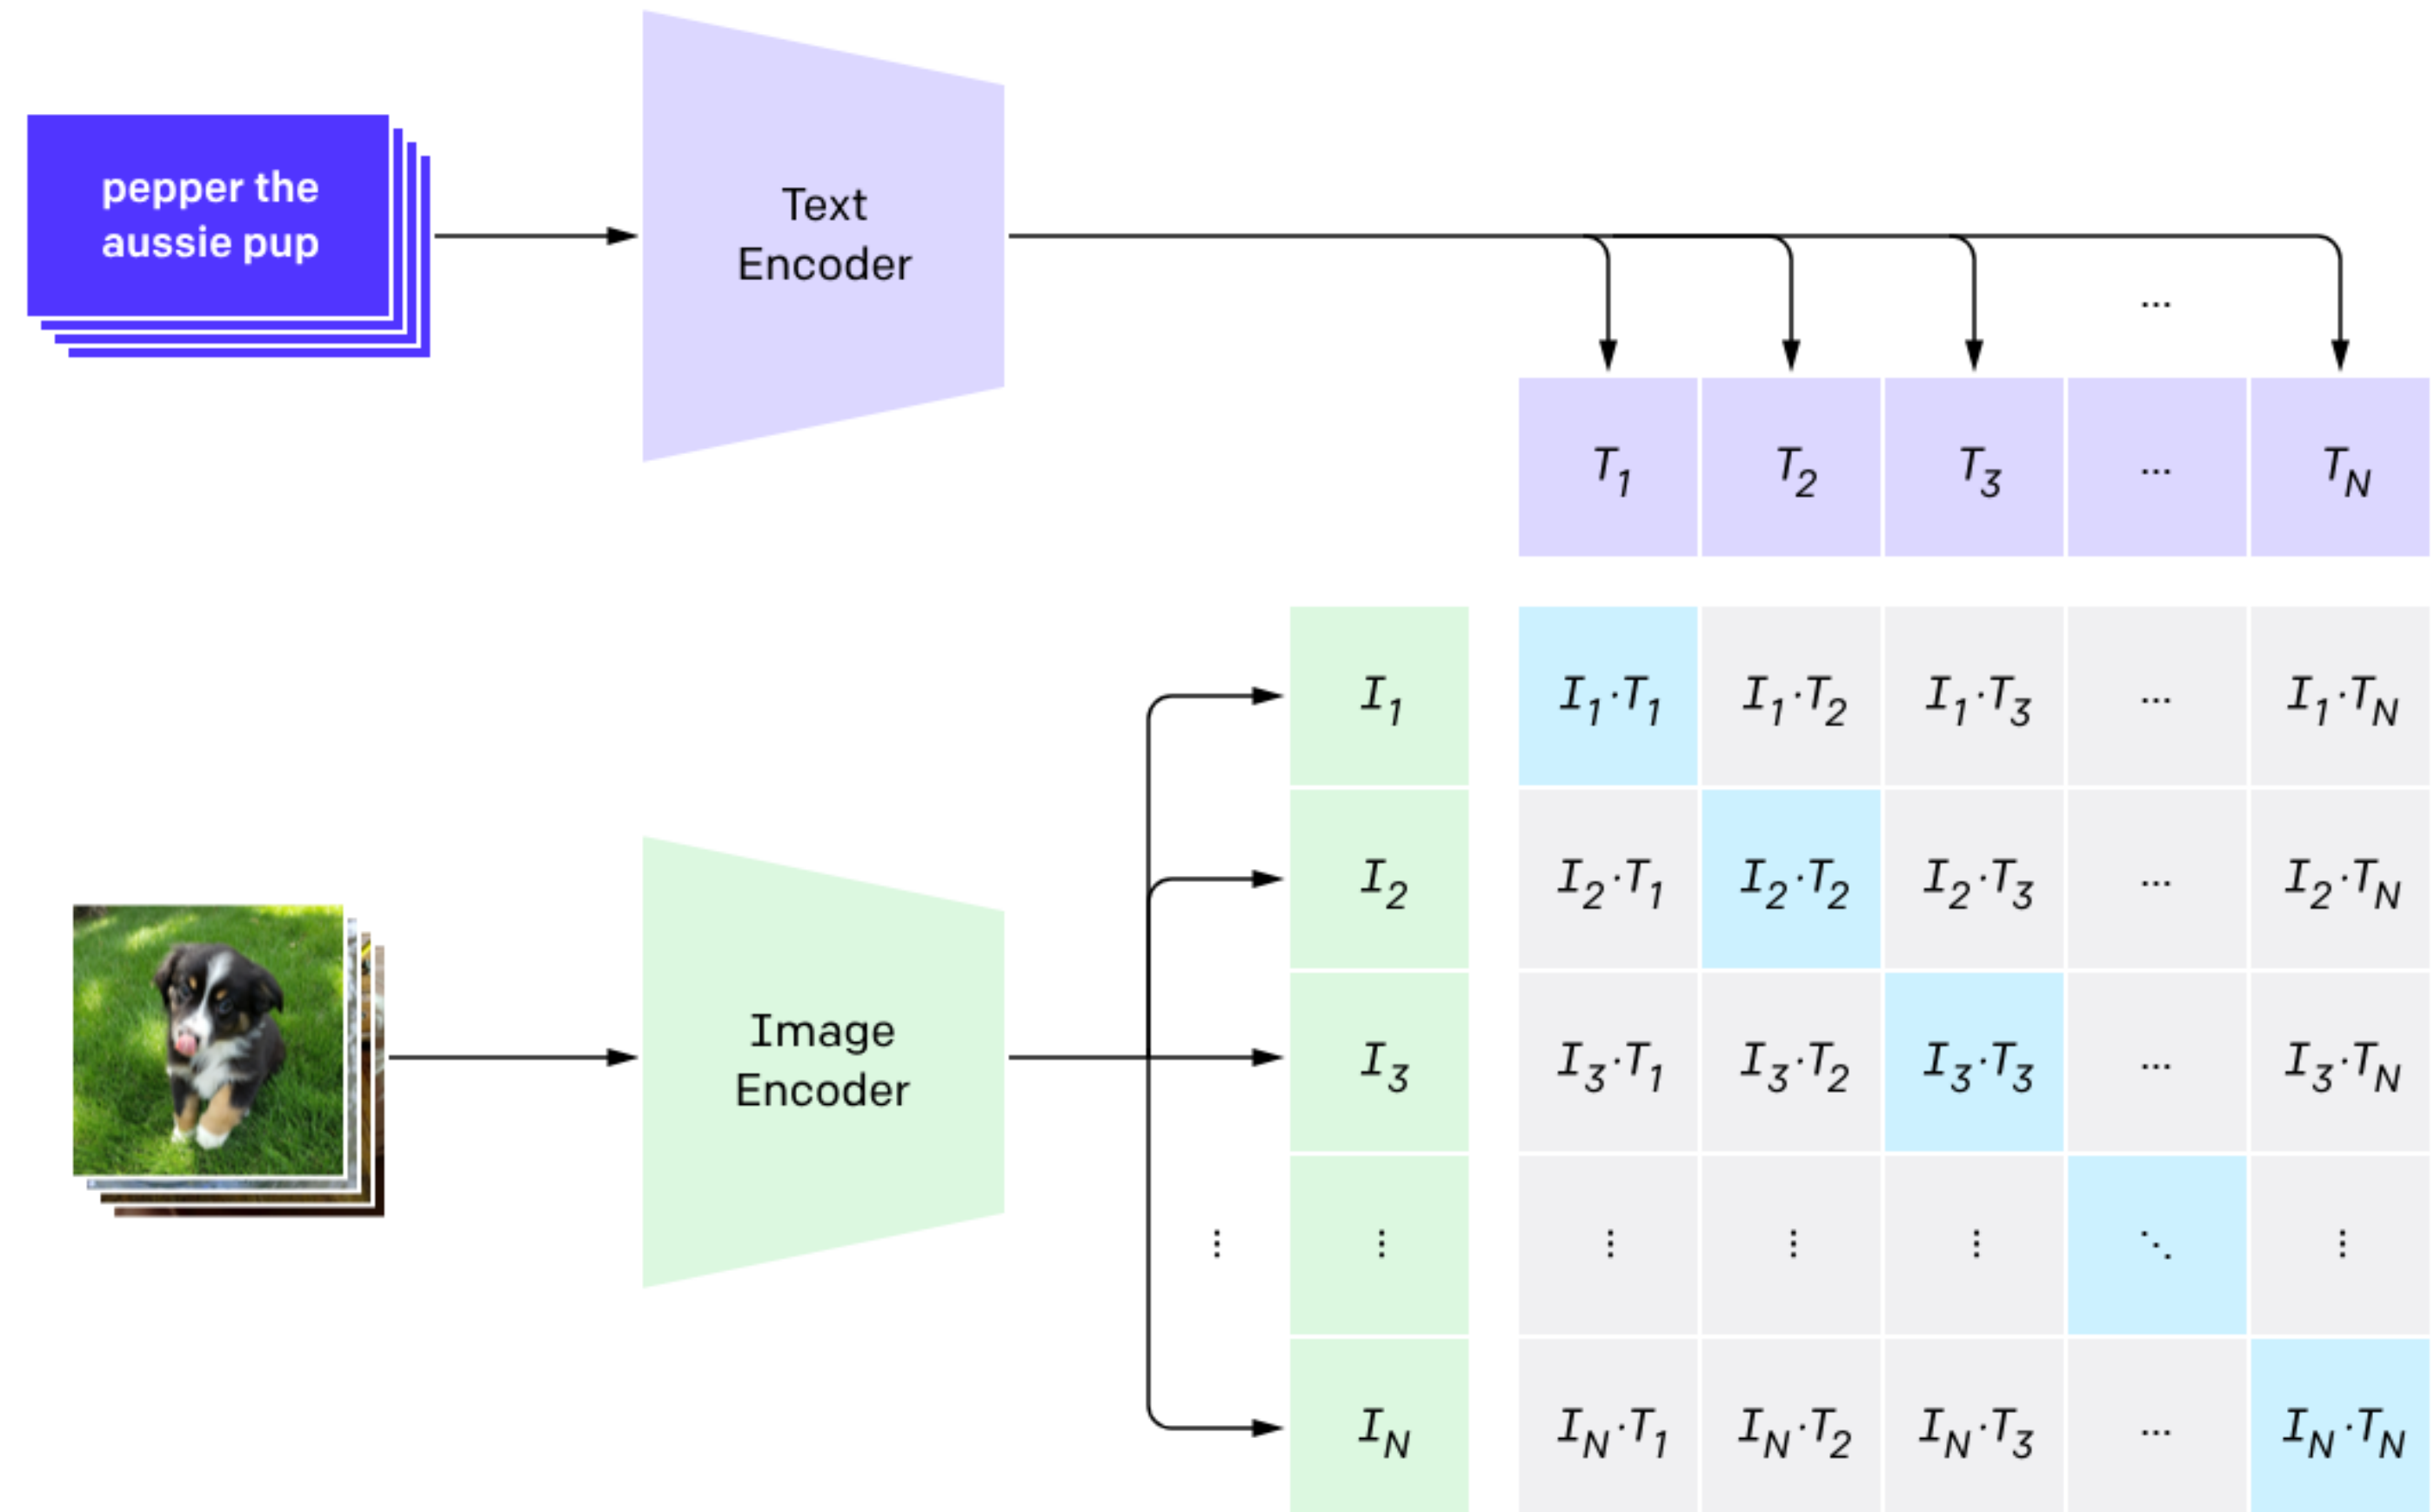 pepper the
aussie pup
Text
Encoder
...
T1 T2 T3 ... TN
I1 I1·T1 I1·T2 I1·T3 ... I1·TN
I2 I2·T1 I2·T2 I2·T3 ... I2·TN
Image
Encoder
I3 I3·T1 I3·T2 I3·T3 ... I3·TN
⋮ ⋮ ⋮ ⋮ ⋮ ⋱ ⋮
IN IN·T1 IN·T2 IN·T3 ... IN·TN